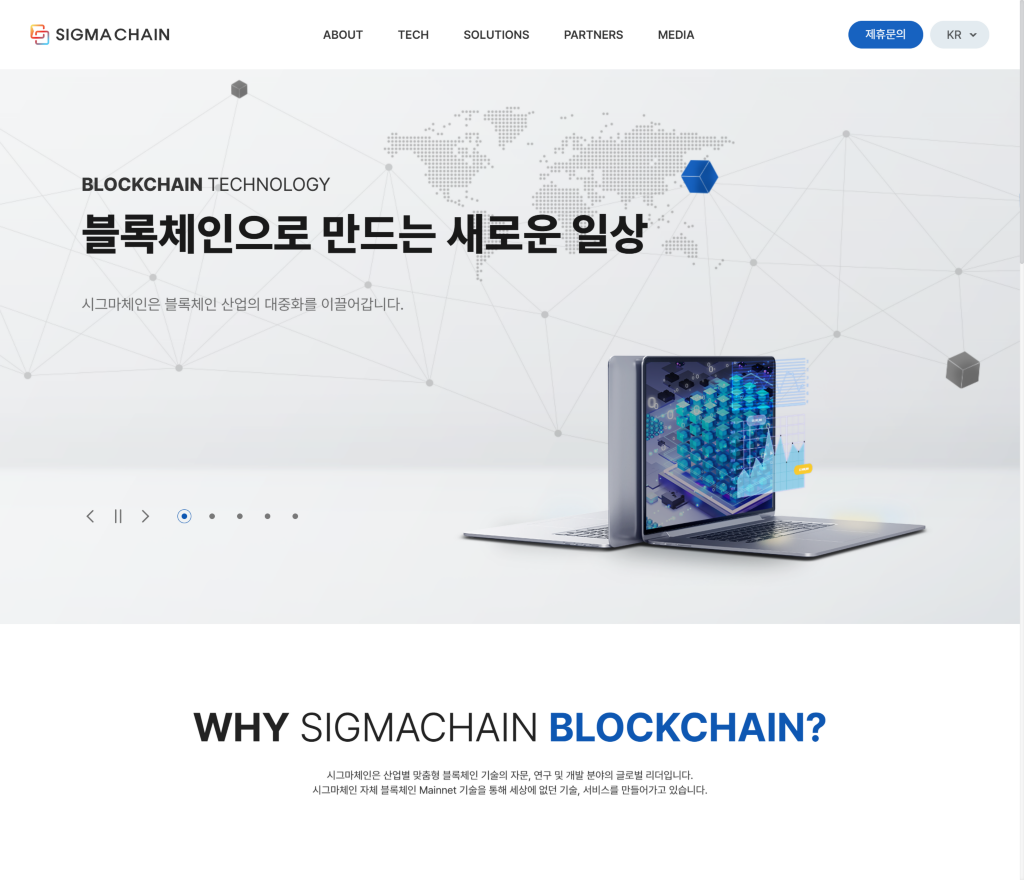 SIGMACHAIN
ABOUT
TECH
SOLUTIONS
PARTNERS
MEDIA
제휴문의
KR
BLOCKCHAIN TECHNOLOGY
블록체인으로 만드는 새로운 일상
시그마체인은 블록체인 산업의 대중화를 이끌어갑니다.
WHY SIGMACHAIN BLOCKCHAIN?
시그마체인은 산업별 맞춤형 블록체인 기술의 자문, 연구 및 개발 분야의 글로벌 리더입니다.
시그마체인 자체 블록체인 Mainnet 기술을 통해 세상에 없던 기술, 서비스를 만들어가고 있습니다.